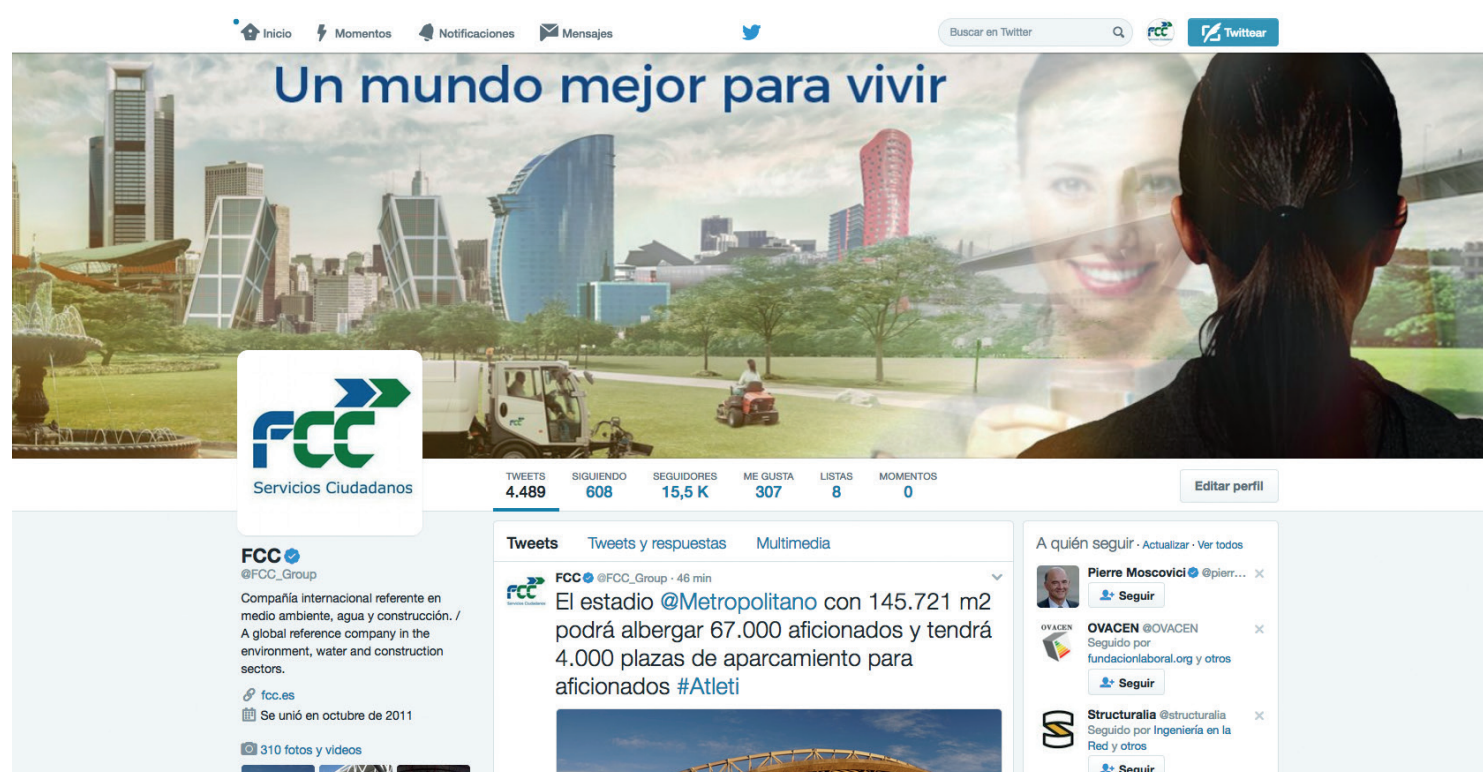 Inicio Momentos Notificaciones Mensajes Buscar en Twitter FCC Twittear
Un mundo mejor para vivir
FCC
FCC
Servicios Ciudadanos
TWEETS SIGUIENDO SEGUIDORES ME GUSTA LISTAS MOMENTOS
4.489 608 15,5 K 307 8 0
Editar perfil
FCC
@FCC_Group
Compañía internacional referente en
medio ambiente, agua y construcción. /
A global reference company in the
environment, water and construction
sectors.
fcc.es
Se unió en octubre de 2011
310 fotos y videos
Tweets Tweets y respuestas Multimedia
FCC
Servicios Ciudadanos
FCC @FCC_Group · 46 min
El estadio @Metropolitano con 145.721 m2
podrá albergar 67.000 aficionados y tendrá
4.000 plazas de aparcamiento para
aficionados #Atleti
A quién seguir · Actualizar · Ver todos
Pierre Moscovici @pierr...
Seguir
OVACEN
OVACEN @OVACEN
Seguido por
fundacionlaboral.org y otros
Seguir
Structuralia @structuralia
Seguido por Ingeniería en la
Red y otros
Seguir